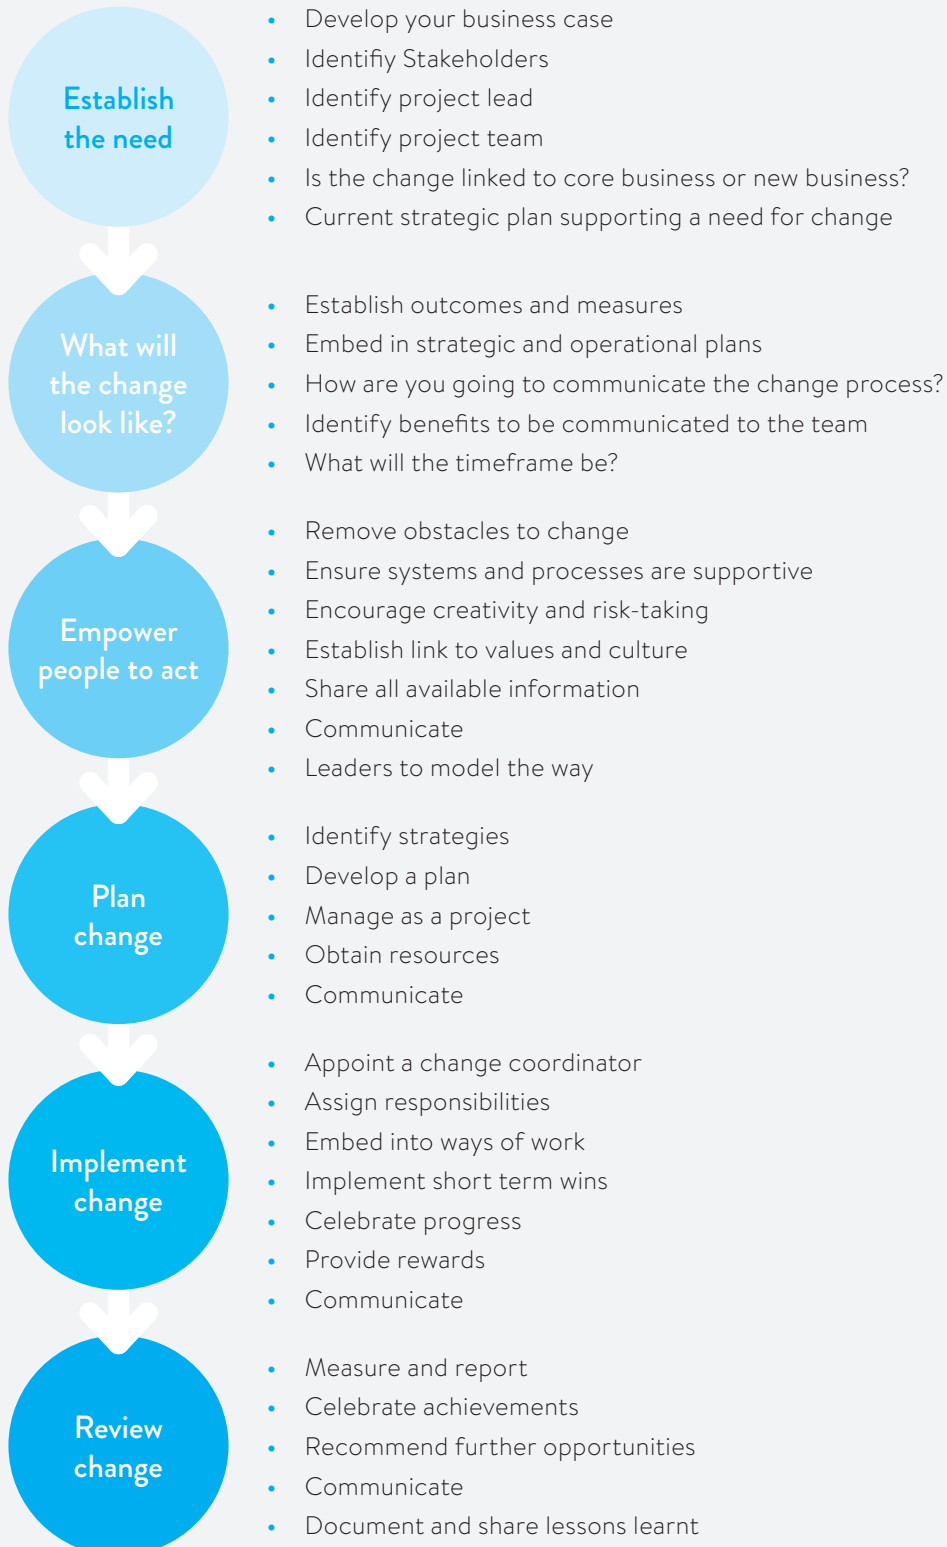 Establish
the need
• Develop your business case
• Identifiy Stakeholders
• Identify project lead
• Identify project team
• Is the change linked to core business or new business?
• Current strategic plan supporting a need for change
What will
the change
look like?
• Establish outcomes and measures
• Embed in strategic and operational plans
• How are you going to communicate the change process?
• Identify benefits to be communicated to the team
• What will the timeframe be?
Empower
people to act
• Remove obstacles to change
• Ensure systems and processes are supportive
• Encourage creativity and risk-taking
• Establish link to values and culture
• Share all available information
• Communicate
• Leaders to model the way
Plan
change
• Identify strategies
• Develop a plan
• Manage as a project
• Obtain resources
• Communicate
Implement
change
• Appoint a change coordinator
• Assign responsibilities
• Embed into ways of work
• Implement short term wins
• Celebrate progress
• Provide rewards
• Communicate
Review
change
• Measure and report
• Celebrate achievements
• Recommend further opportunities
• Communicate
• Document and share lessons learnt